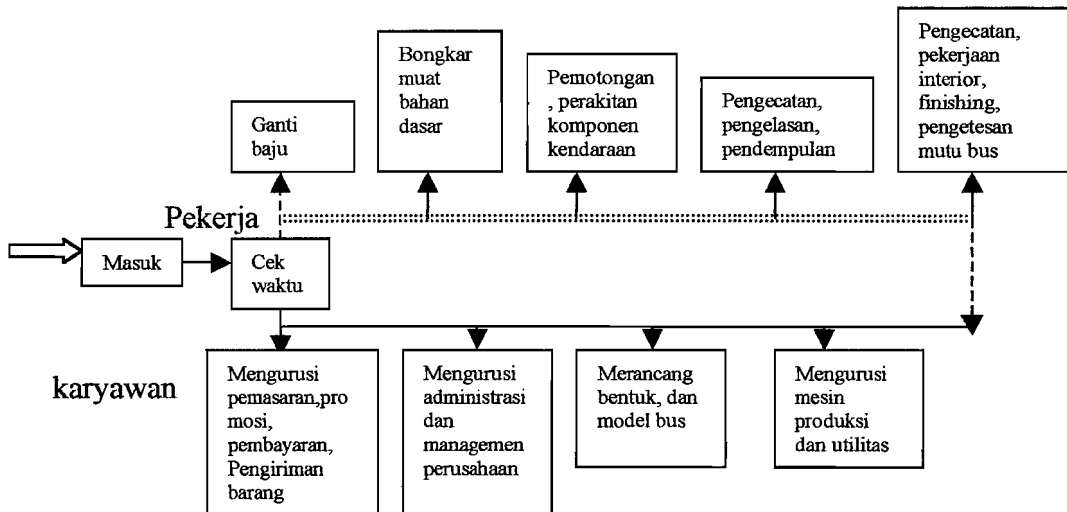 Ganti
baju
Bongkar
muat
bahan
dasar
Pemotongan
, perakitan
komponen
kendaraan
Pengecatan,
pengelasan,
pendempulan
Pengecatan,
pekerjaan
interior,
finishing,
pengetesan
mutu bus
Pekerja
Masuk
Cek
waktu
karyawan
Mengurusi
pemasaran,pro
mosi,
pembayaran,
Pengiriman
barang
Mengurusi
administrasi
dan
managemen
perusahaan
Merancang
bentuk, dan
model bus
Mengurusi
mesin
produksi
dan utilitas